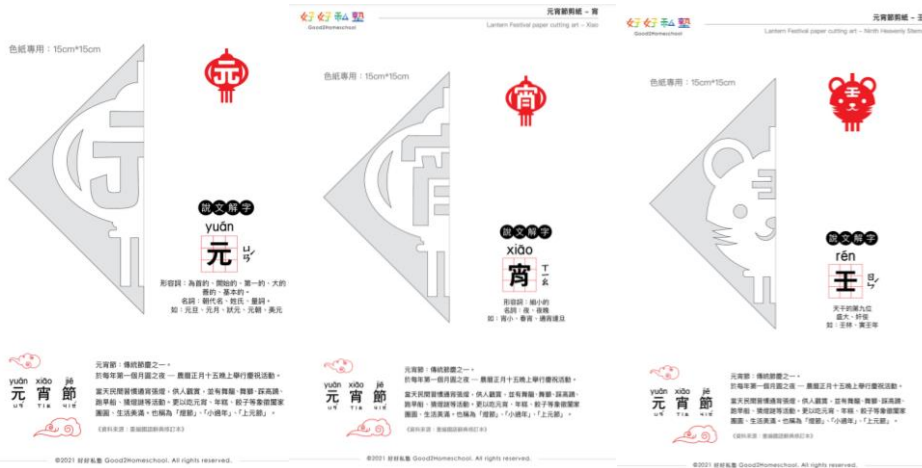 色紙專用：15cm*15cm
元
說文解字
yuán
元
ㄩㄢˊ
形容詞：為首的、開始的、第一的、大的
善的、基本的。
名詞：朝代名、姓氏、量詞。
如：元旦、元月、狀元、元朝、美元
yuán xiāo jié
元宵節
元宵節：傳統節慶之一。
於每年第一個月圓之夜 — 農曆正月十五晚上舉行慶祝活動。
當天民間習慣通宵張燈，供人觀賞，並有舞龍、舞獅、踩高蹺、
跑旱船、猜燈謎等活動。更以吃元宵、年糕、餃子等象徵闔家
團圓、生活美滿。也稱為「燈節」、「小過年」、「上元節」。
《資料來源：重編國語辭典修訂本》
©2021 好好私塾 Good2Homeschool. All rights reserved.
好好私塾
Good2Homeschool
元宵節剪紙 – 宵
Lantern Festival paper cutting art – Xiao
色紙專用：15cm*15cm
宵
說文解字
xiāo
宵
ㄒㄧㄠ
形容詞：細小的
名詞：夜、夜晚
如：宵小、春宵、通宵達旦
yuán xiāo jié
元宵節
元宵節：傳統節慶之一。
於每年第一個月圓之夜 — 農曆正月十五晚上舉行慶祝活動。
當天民間習慣通宵張燈，供人觀賞，並有舞龍、舞獅、踩高蹺、
跑旱船、猜燈謎等活動。更以吃元宵、年糕、餃子等象徵闔家
團圓、生活美滿。也稱為「燈節」、「小過年」、「上元節」。
《資料來源：重編國語辭典修訂本》
©2021 好好私塾 Good2Homeschool. All rights reserved.
好好私塾
Good2Homeschool
元宵節剪紙 – 壬
Lantern Festival paper cutting art – Ninth Heavenly Stem
色紙專用：15cm*15cm
壬
說文解字
rén
壬
ㄖㄣˊ
天干的第九位
盛大、奸佞
如：壬林、貢壬年
yuán xiāo jié
元宵節
元宵節：傳統節慶之一。
於每年第一個月圓之夜 — 農曆正月十五晚上舉行慶祝活動。
當天民間習慣通宵張燈，供人觀賞，並有舞龍、舞獅、踩高蹺、
跑旱船、猜燈謎等活動。更以吃元宵、年糕、餃子等象徵闔家
團圓、生活美滿。也稱為「燈節」、「小過年」、「上元節」。
《資料來源：重編國語辭典修訂本》
©2021 好好私塾 Good2Homeschool. All rights reserved.